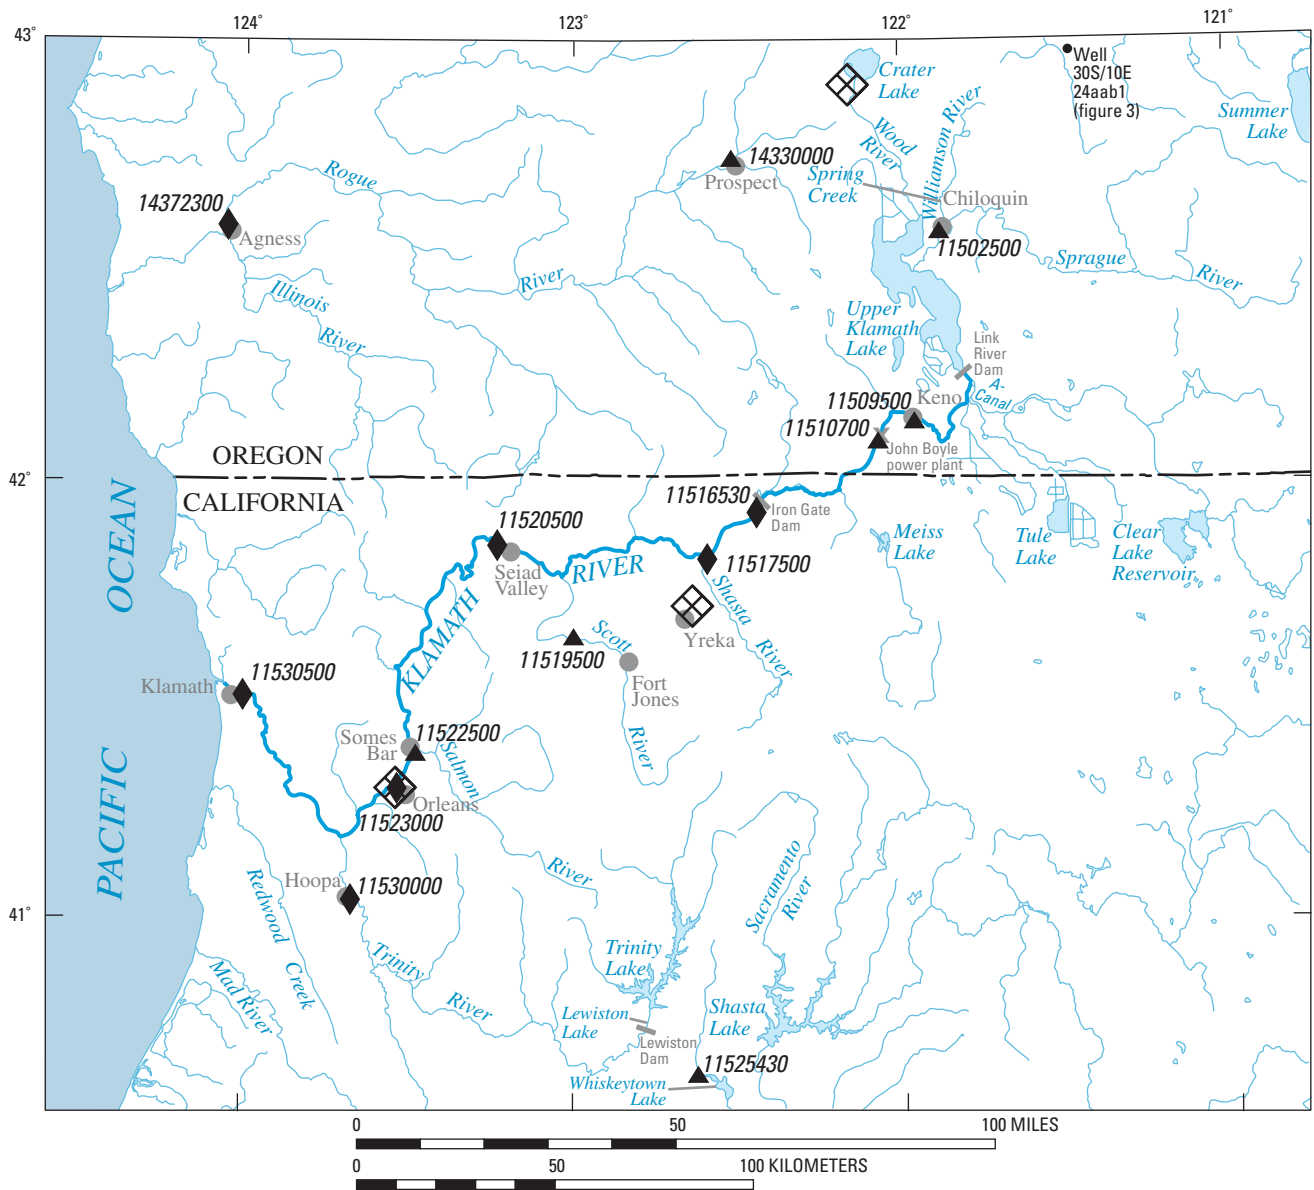 124°
123°
122°
121°
43°
Well
30S/10E
24aab1
(figure 3)
Crater
Lake
Summer
Lake
Wood
River
Williamson River
14330000
Prospect
Spring
Creek
Chiloquin
11502500
Rogue
14372300
Agness
Sprague
River
River
Illinois
River
Upper
Klamath
Lake
Link
River
Dam
A-
Canal
Keno
11509500
11510700
John Boyle
power plant
OREGON
42°
CALIFORNIA
11516530
Iron Gate
Dam
11520500
Seiad
Valley
RIVER
11517500
Meiss
Lake
Tule
Lake
Clear
Lake
Reservoir
PACIFIC
OCEAN
KLAMATH
Shasta
River
Yreka
Scott
River
11519500
Fort
Jones
11530500
Klamath
11522500
Somes
Bar
Salmon
River
Orleans
11523000
Hoopa
11530000
41°
Redwood
Creek
Mad River
Trinity
River
Trinity
Lake
Sacramento
River
Lewiston
Lake
Shasta
Lake
Lewiston
Dam
11525430
Whiskeytown
Lake
0
50
100 MILES
0
50
100 KILOMETERS